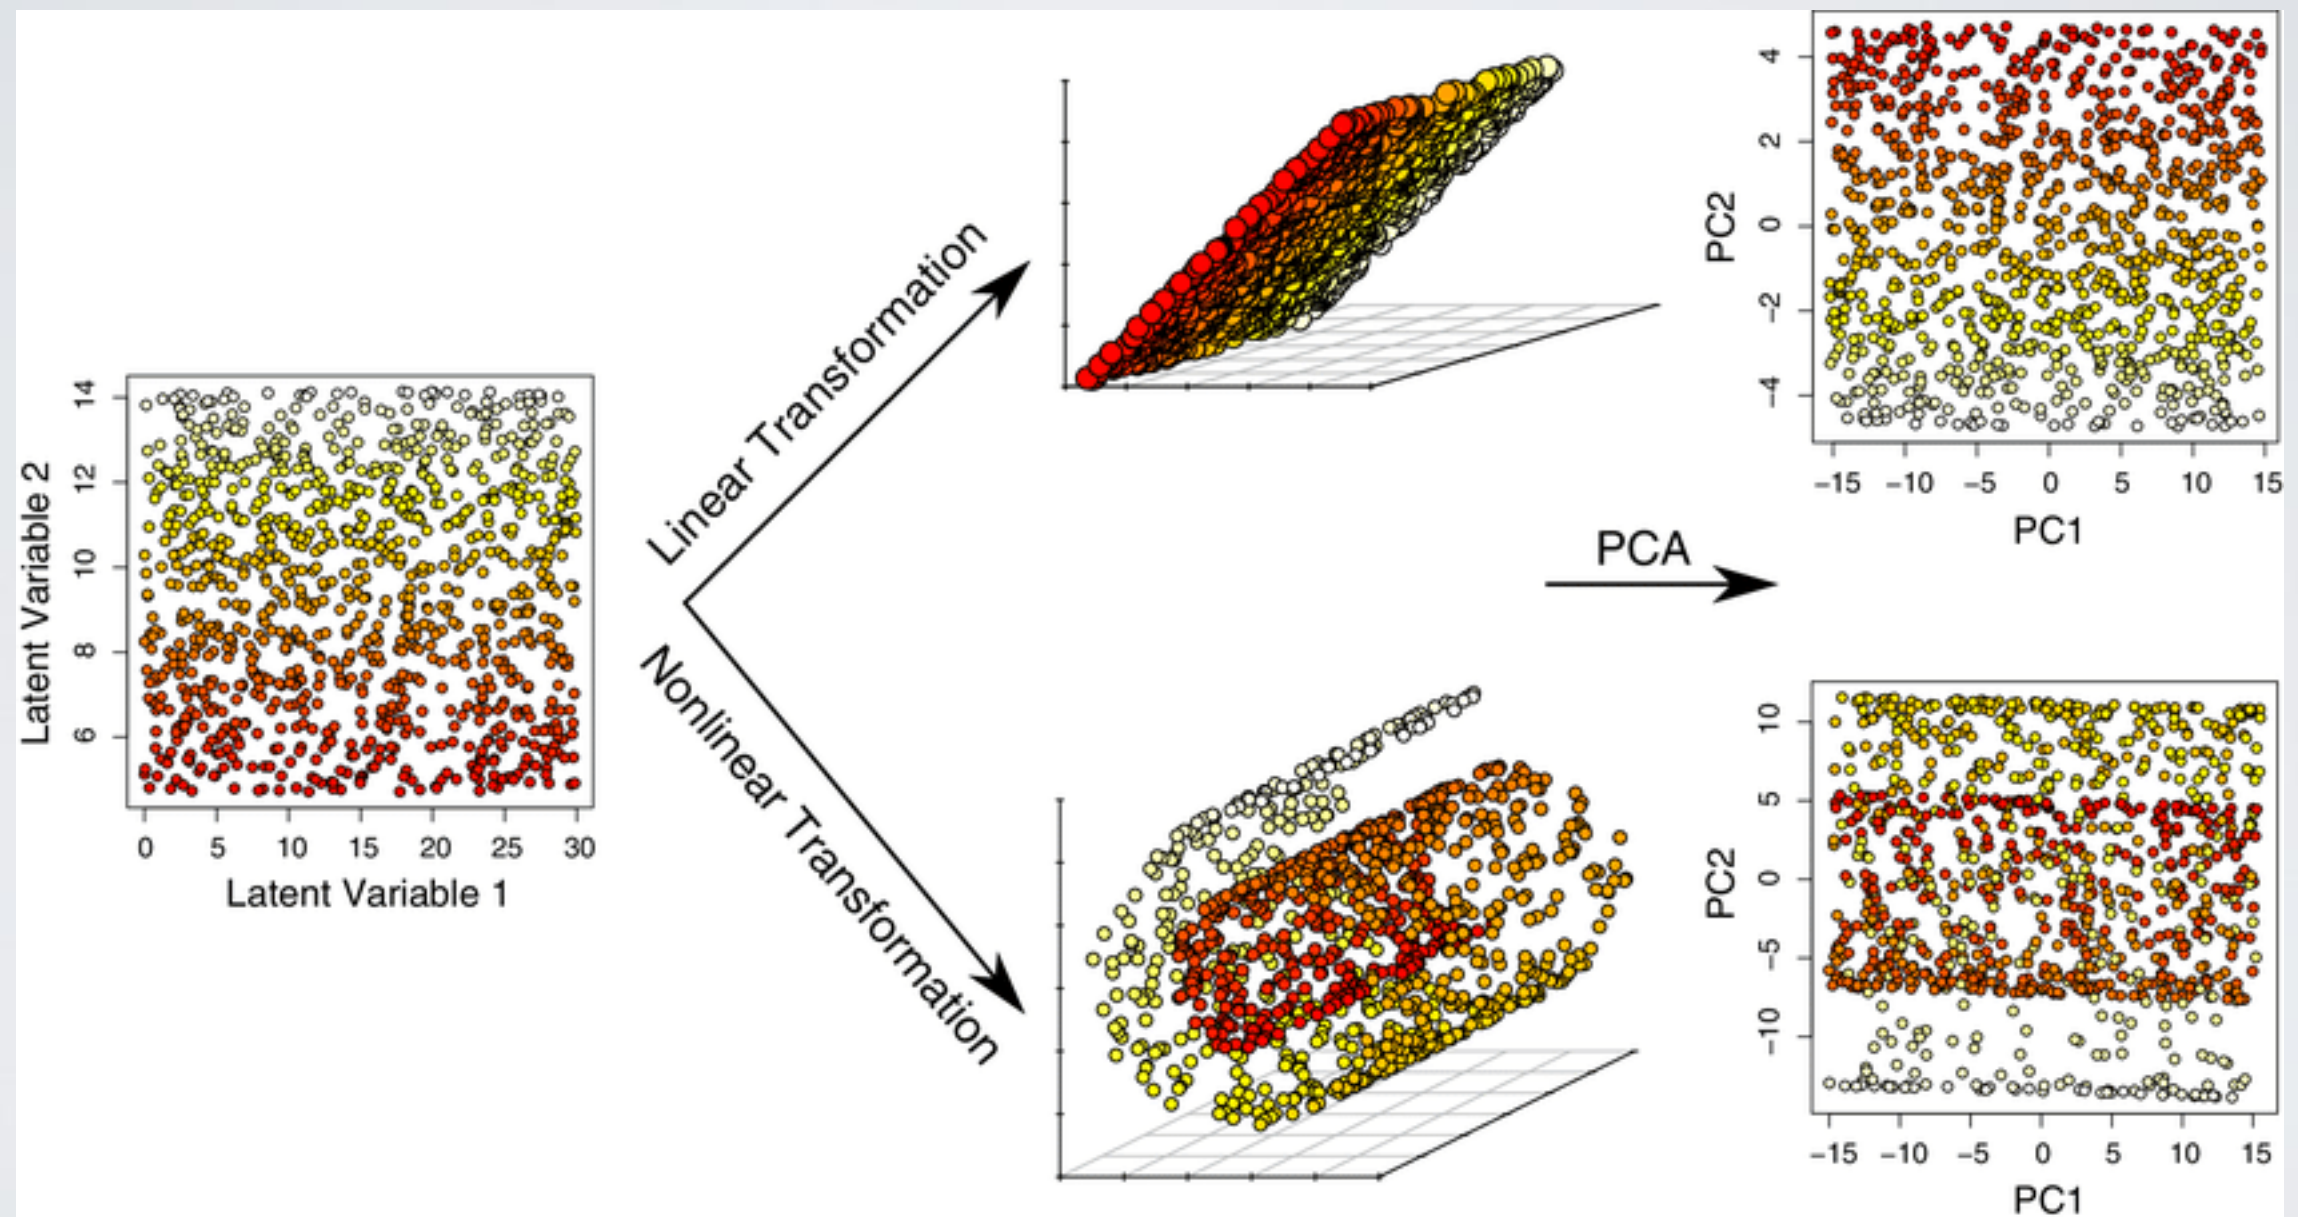 Latent Variable 2
14
12
10
8
6
0 5 10 15 20 25 30
Latent Variable 1
Linear Transformation
Nonlinear Transformation
PCA
PC2
4
2
0
−2
−4
−15 −10 −5 0 5 10 15
PC1
PC2
10
5
0
−5
−10
−15 −10 −5 0 5 10 15
PC1